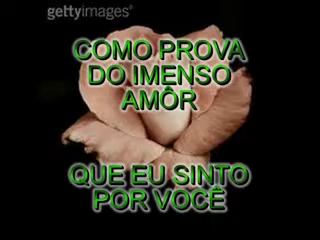 gettyimages®
COMO PROVA
DO IMENSO
AMÔR
QUE EU SINTO
POR VOCÊ